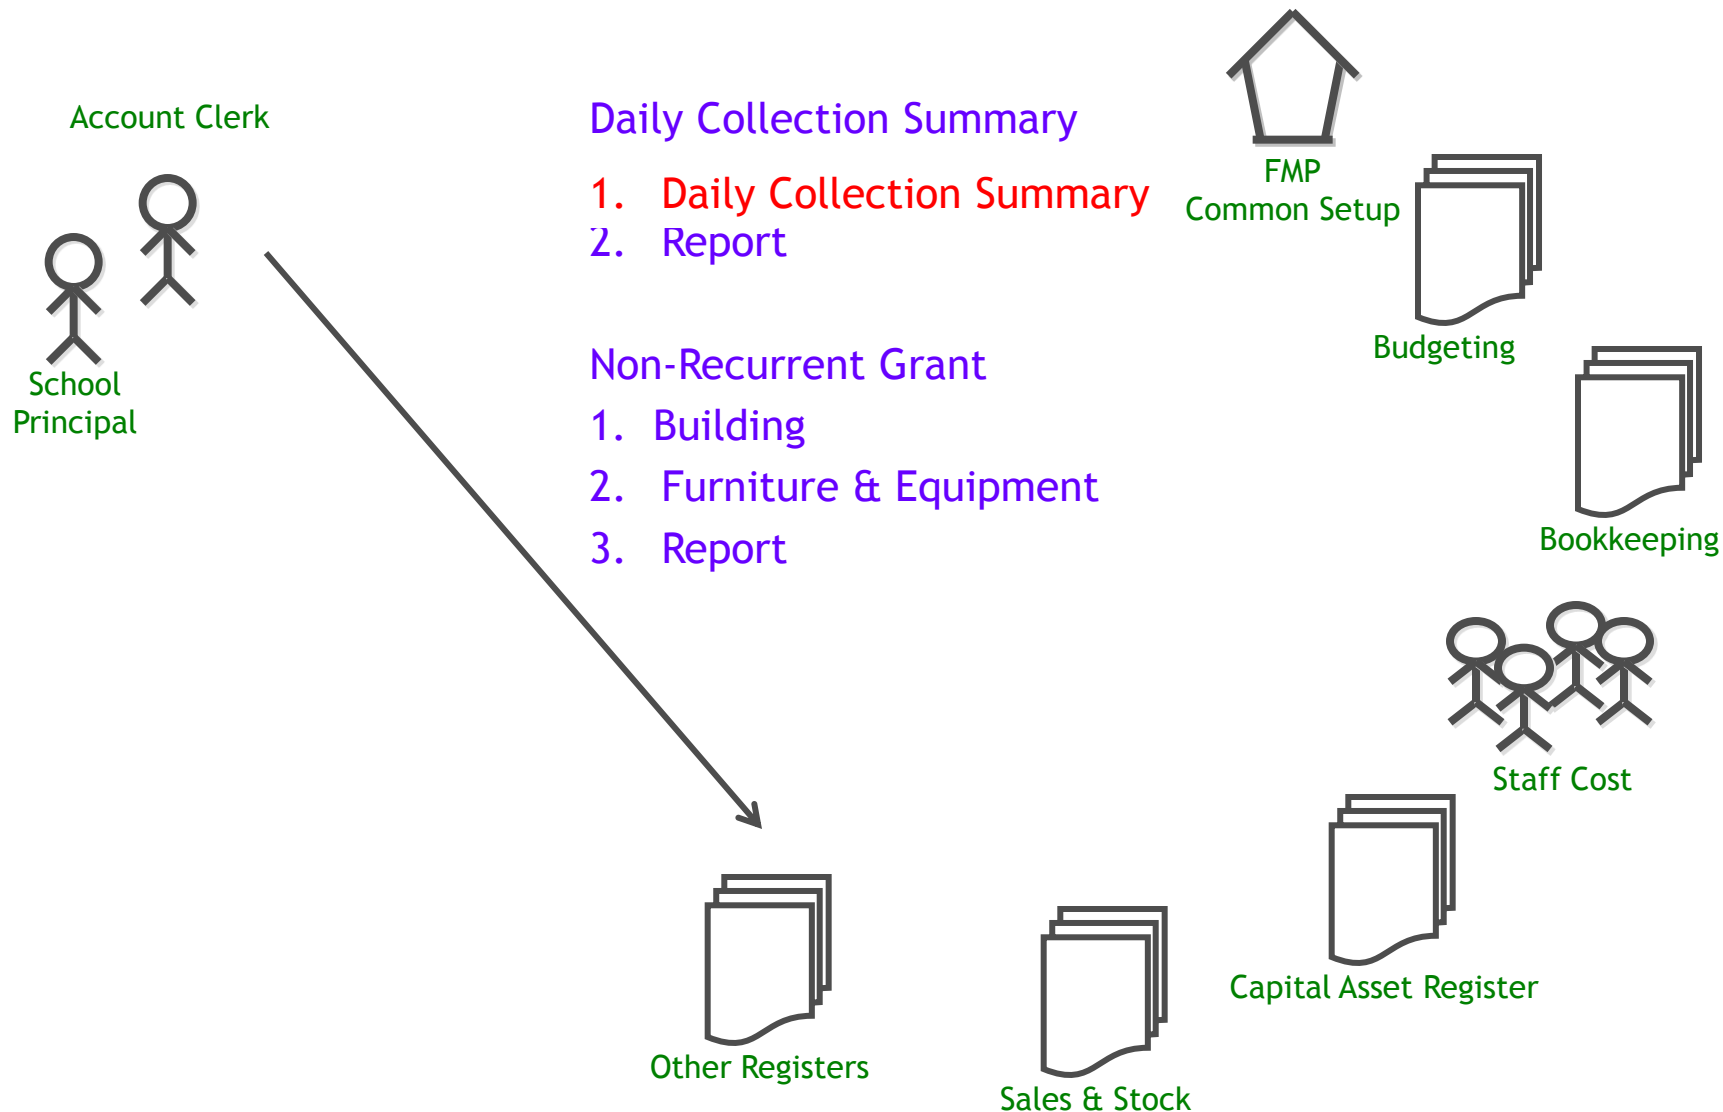 Account Clerk
School
Principal
Daily Collection Summary
1. Daily Collection Summary
2. Report
Non-Recurrent Grant
1. Building
2. Furniture & Equipment
3. Report
FMP
Common Setup
Budgeting
Bookkeeping
Staff Cost
Capital Asset Register
Sales & Stock
Other Registers